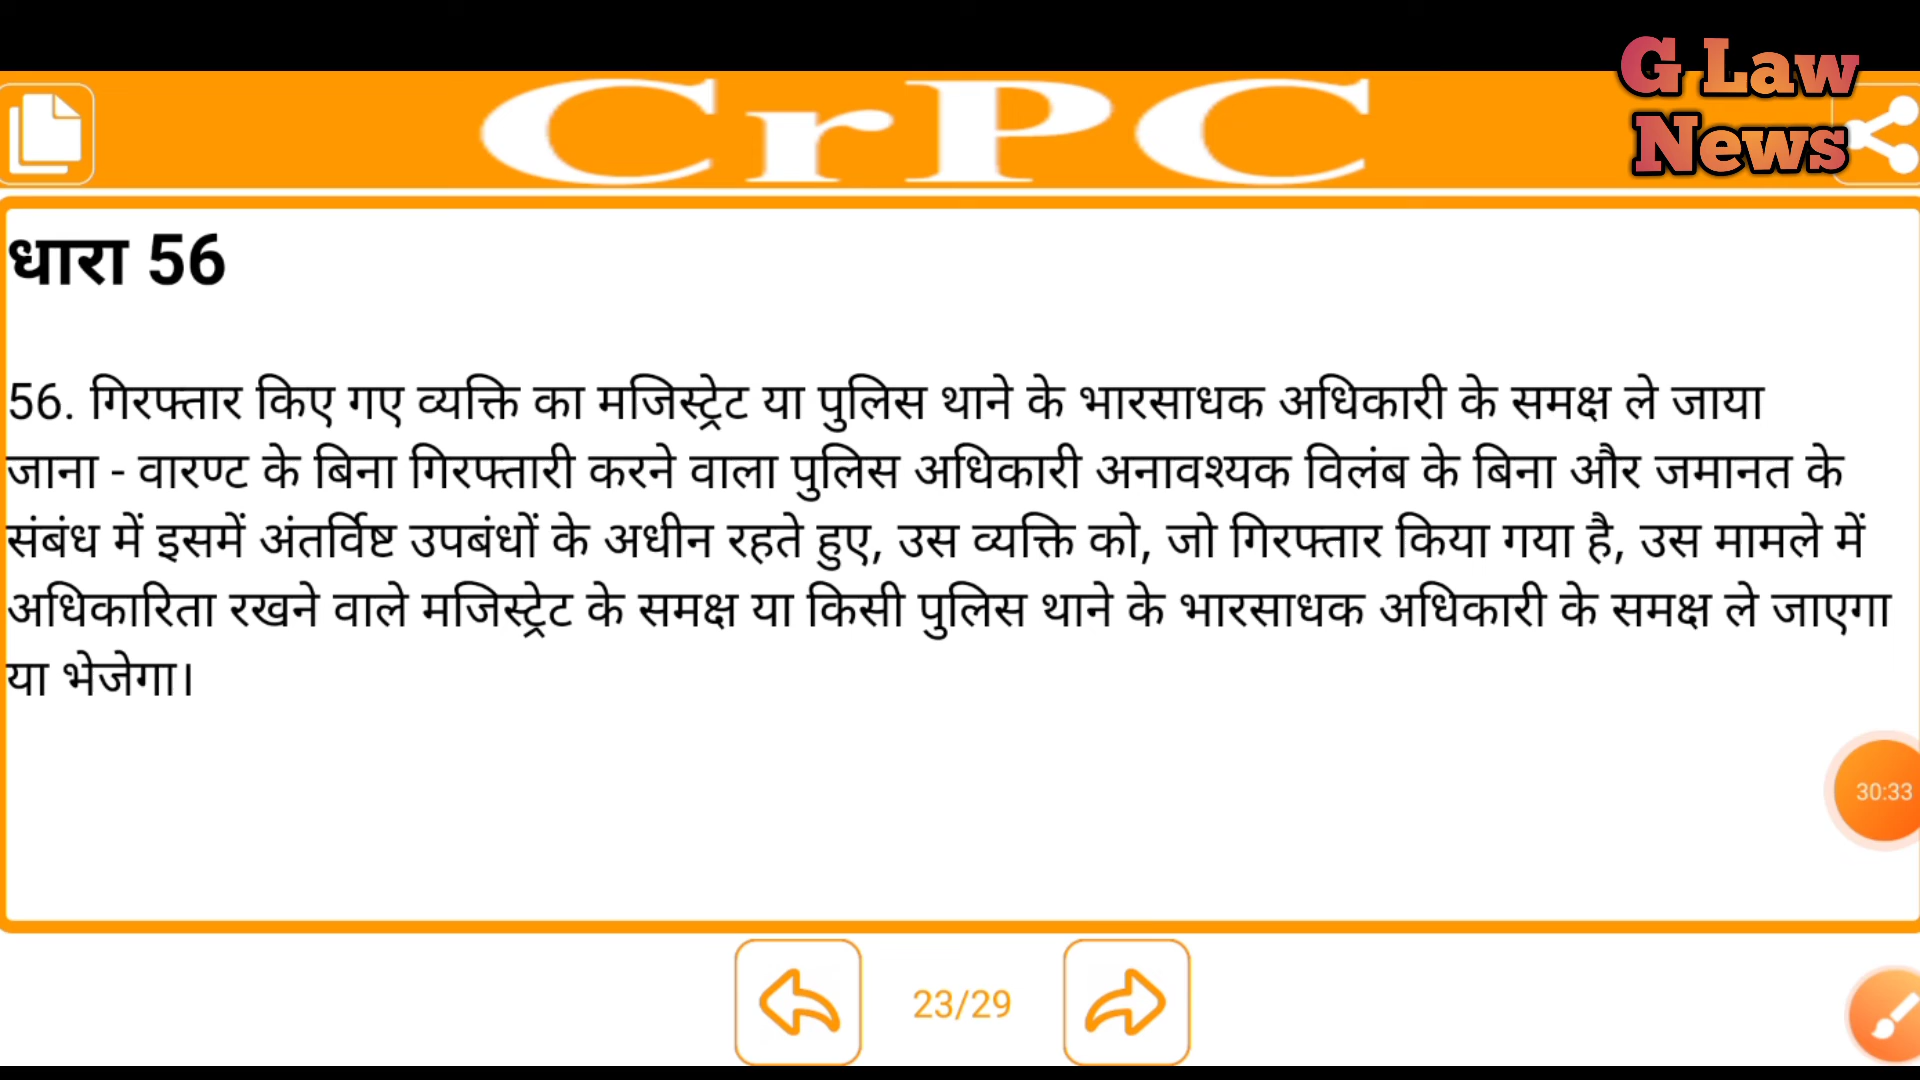 G Law
News
CrPC
धारा 56
56. गिरफ्तार किए गए व्यक्ति का मजिस्ट्रेट या पुलिस थाने के भारसाधक अधिकारी के समक्ष ले जाया
जाना - वारण्ट के बिना गिरफ्तारी करने वाला पुलिस अधिकारी अनावश्यक विलंब के बिना और जमानत के
संबंध में इसमें अंतर्विष्ट उपबंधों के अधीन रहते हुए, उस व्यक्ति को, जो गिरफ्तार किया गया है, उस मामले में
अधिकारिता रखने वाले मजिस्ट्रेट के समक्ष या किसी पुलिस थाने के भारसाधक अधिकारी के समक्ष ले जाएगा
या भेजेगा।
30:33
23/29